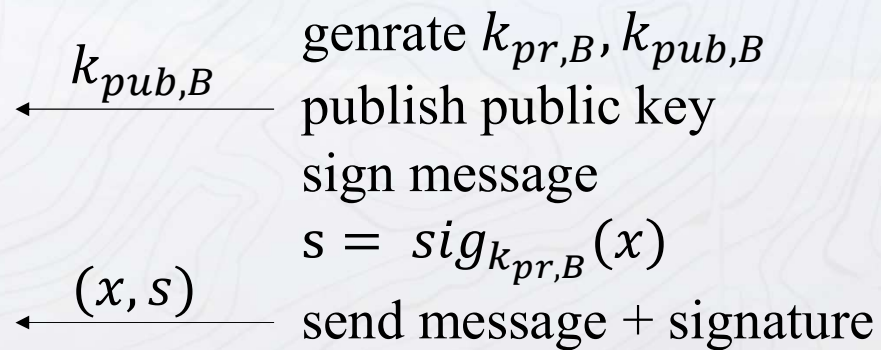 genrate k_{pr,B}, k_{pub,B}
k_{pub,B}
publish public key
sign message
s = sig_{k_{pr,B}}(x)
(x, s)
send message + signature